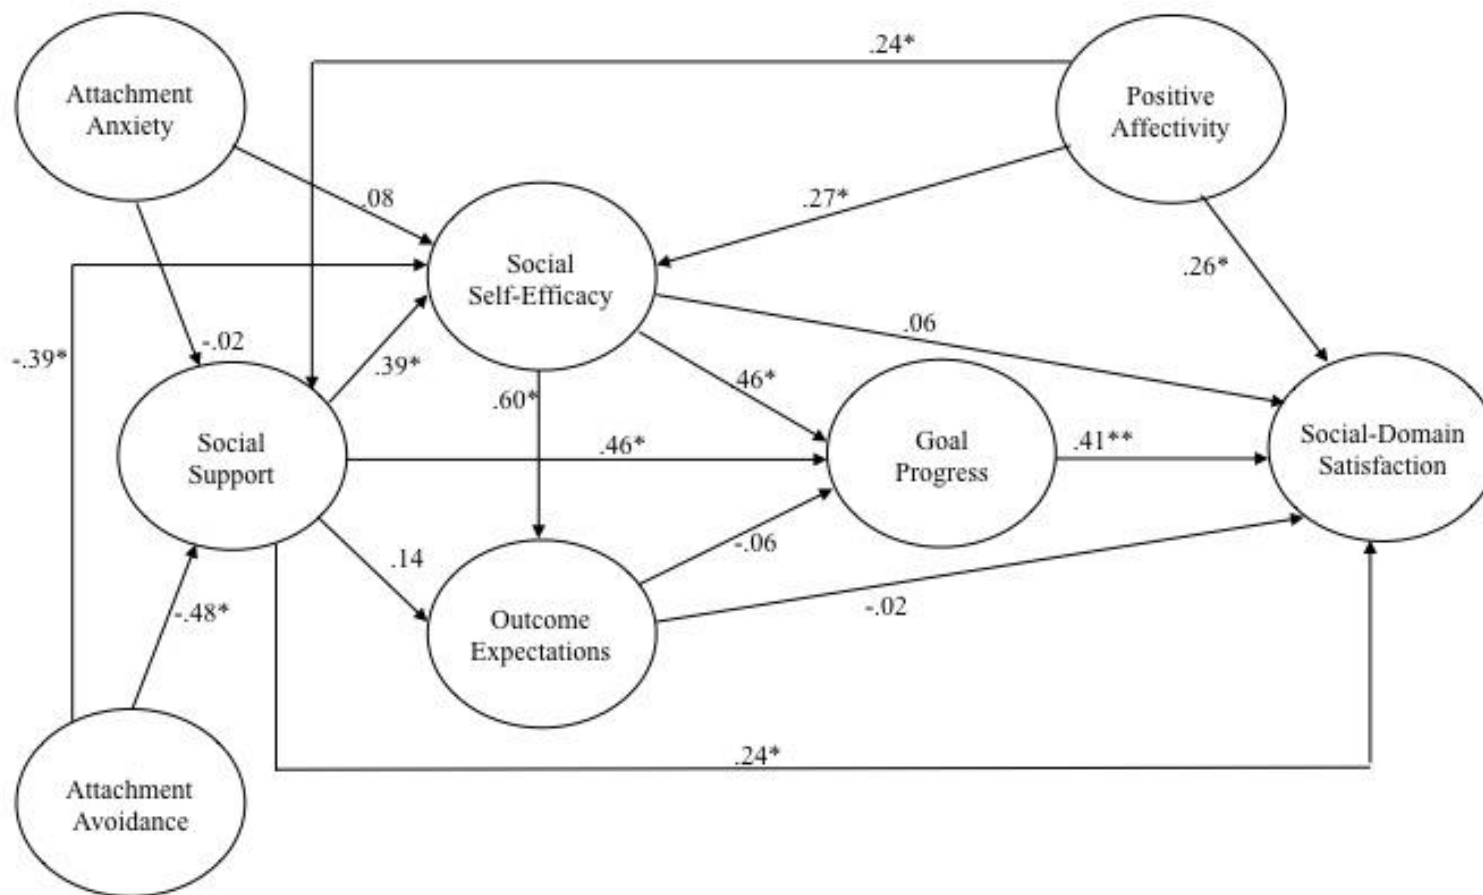 Attachment
Anxiety
.24*
Positive
Affectivity
.08
.27*
Social
Self-Efficacy
.26*
-.39*
-.02
.39*
.06
.60*
.46*
Social
Support
.46*
Goal
Progress
.41**
Social-Domain
Satisfaction
.14
-.06
-.48*
Outcome
Expectations
-.02
.24*
Attachment
Avoidance